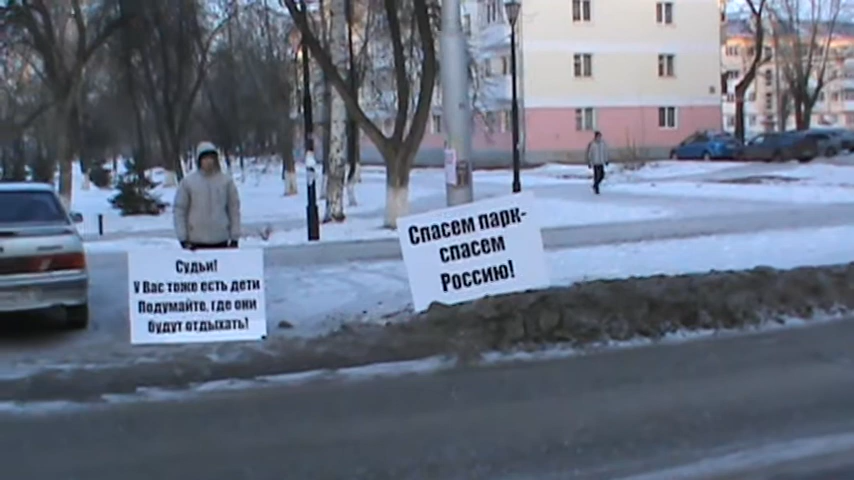 Судьи!
У Вас тоже есть дети
Подумайте, где они
будут отдыхать!
Спасем парк-
спасем
Россию!